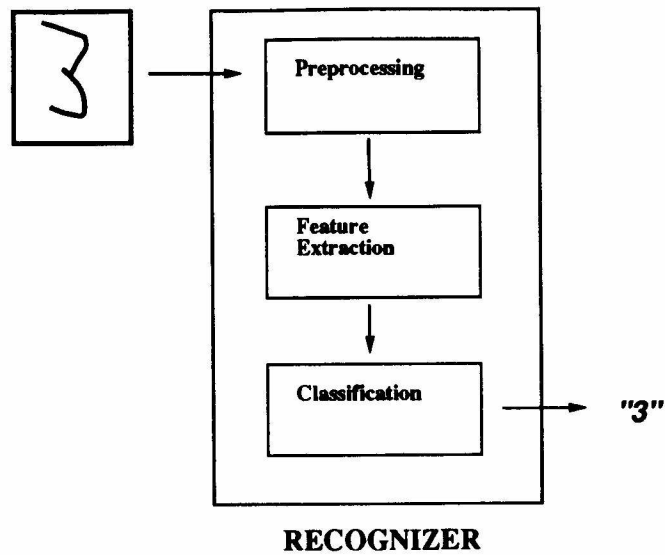 3
Preprocessing
Feature
Extraction
Classification
"3"
RECOGNIZER